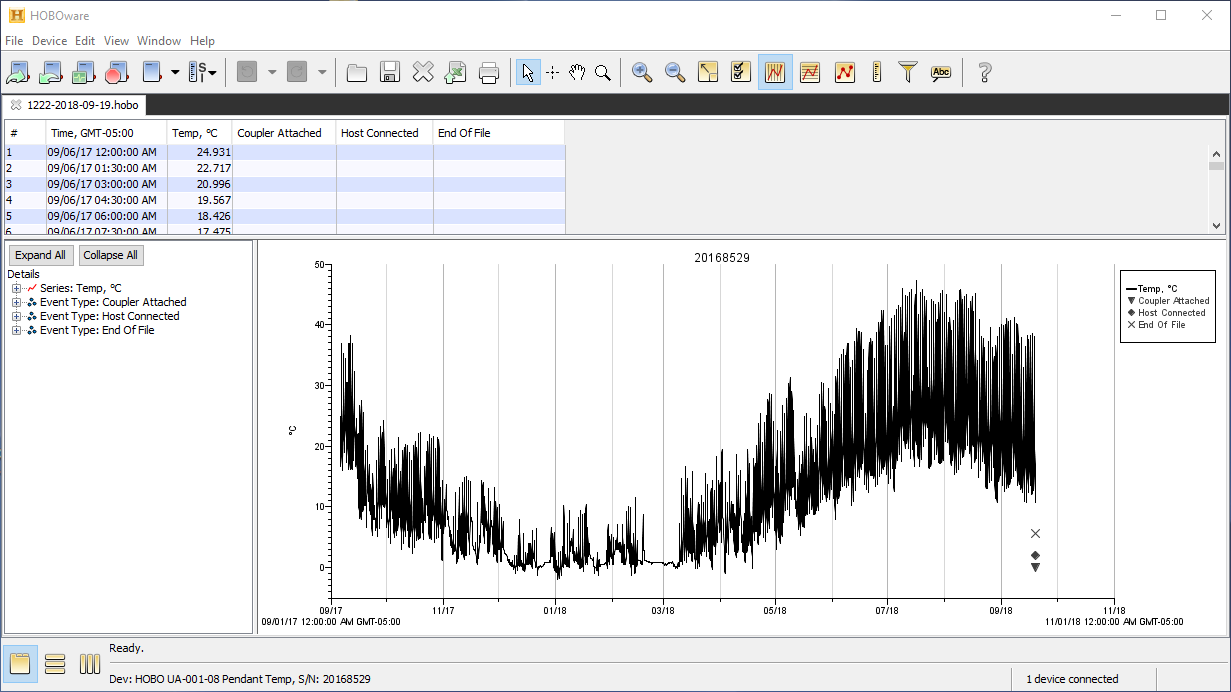 HOBOware
File Device Edit View Window Help
Abc
1222-2018-09-19.hobo
# Time, GMT-05:00 Temp, °C Coupler Attached Host Connected End Of File
1 09/06/17 12:00:00 AM 24.931
2 09/06/17 01:30:00 AM 22.717
3 09/06/17 03:00:00 AM 20.996
4 09/06/17 04:30:00 AM 19.567
5 09/06/17 06:00:00 AM 18.426
6 09/06/17 07:30:00 AM 17.475
Expand All Collapse All
Details
Series: Temp, °C
Event Type: Coupler Attached
Event Type: Host Connected
Event Type: End Of File
20168529
50
40
30
20
10
0
°C
09/17 11/17 01/18 03/18 05/18 07/18 09/18 11/18
09/01/17 12:00:00 AM GMT-05:00 11/01/18 12:00:00 AM GMT-05:00
Temp, °C
Coupler Attached
Host Connected
End Of File
Ready.
Dev: HOBO UA-001-08 Pendant Temp, S/N: 20168529 1 device connected